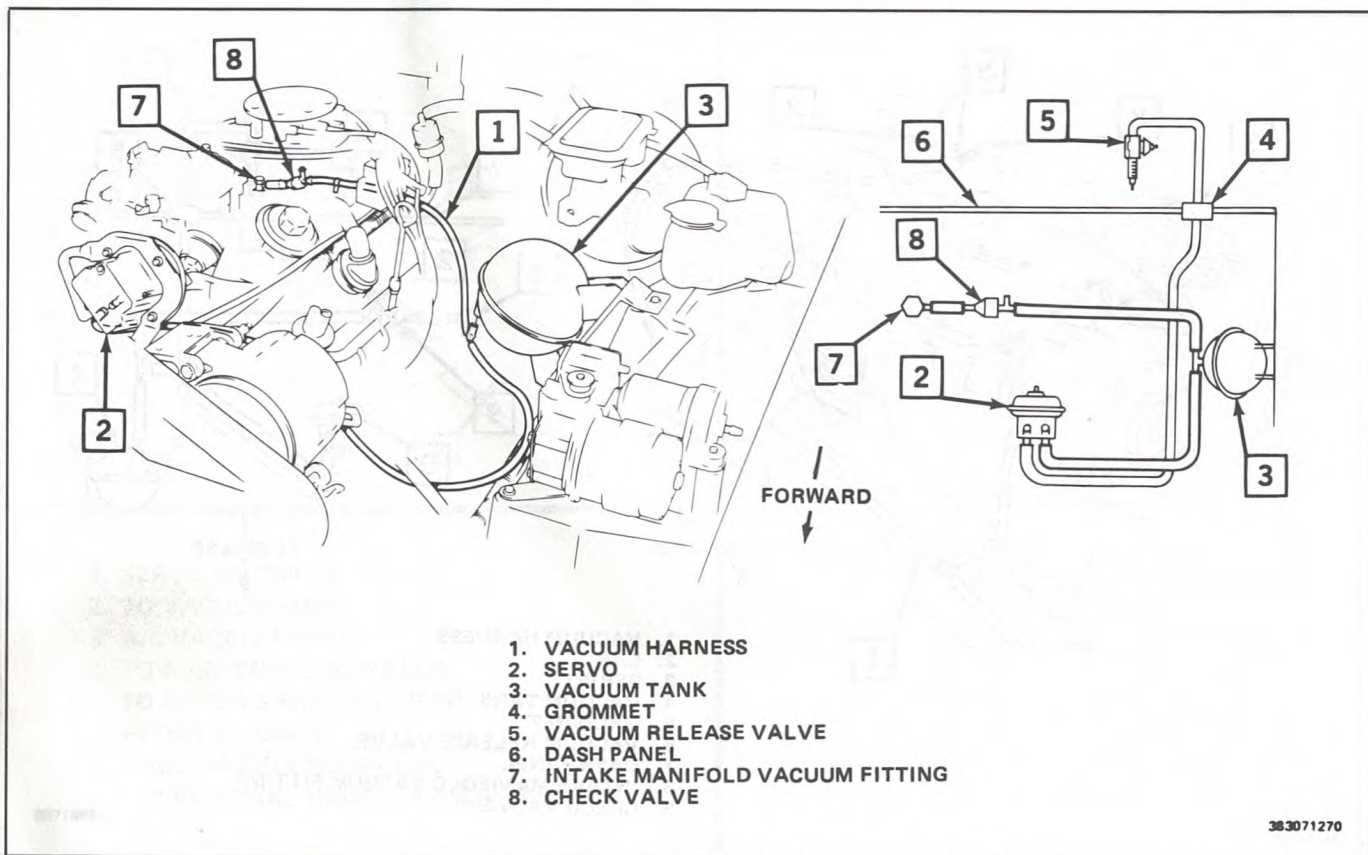 8
7
1
3
2
5
6
4
8
7
2
3
FORWARD
1. VACUUM HARNESS
2. SERVO
3. VACUUM TANK
4. GROMMET
5. VACUUM RELEASE VALVE
6. DASH PANEL
7. INTAKE MANIFOLD VACUUM FITTING
8. CHECK VALVE
383071270